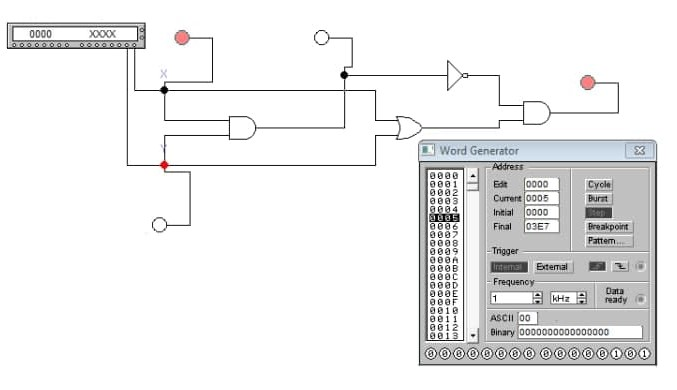 0000 XXXX
X
Y
Word Generator
0000
0001
0002
0003
0004
0005
0006
0007
0008
0009
000A
000B
000C
000D
000E
000F
0010
0011
0012
0013
Address
Edit 0000
Current 0005
Initial 0000
Final 03E7
Cycle
Burst
Step
Breakpoint
Pattern...
Trigger
Internal External
Frequency
1 kHz
Data
ready
ASCII 00
Binary 0000000000000000
0000000000000101